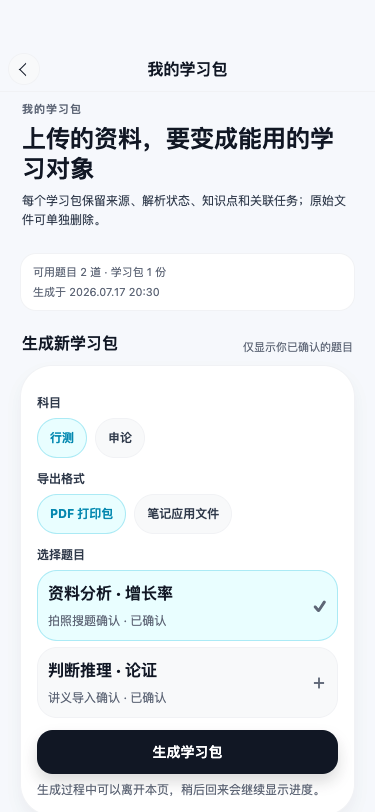 我的学习包
我的学习包
上传的资料，要变成能用的学
习对象
每个学习包保留来源、解析状态、知识点和关联任务；原始文
件可单独删除。
可用题目 2 道 · 学习包 1 份
生成于 2026.07.17 20:30
生成新学习包
仅显示你已确认的题目
科目
行测
申论
导出格式
PDF 打印包
笔记应用文件
选择题目
资料分析 · 增长率
拍照搜题确认 · 已确认
判断推理 · 论证
讲义导入确认 · 已确认
生成学习包
生成过程中可以离开本页，稍后回来会继续显示进度。